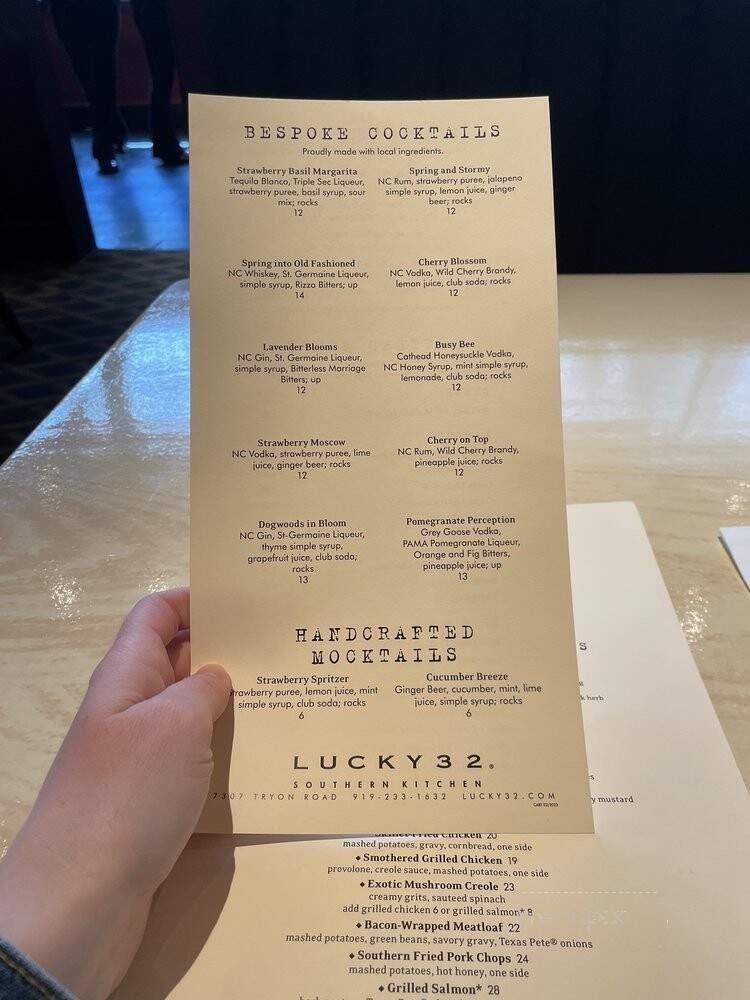 BESPOKE COCKTAILS
Proudly made with local ingredients.
Strawberry Basil Margarita
Tequila Blanco, Triple Sec Liqueur,
strawberry puree, basil syrup, sour
mix; rocks
12
Spring and Stormy
NC Rum, strawberry puree, jalapeno
simple syrup, lemon juice, ginger
beer; rocks
12
Spring into Old Fashioned
NC Whiskey, St. Germaine Liqueur,
simple syrup, Rizzo Bitters; up
14
Cherry Blossom
NC Vodka, Wild Cherry Brandy,
lemon juice, club soda; rocks
12
Lavender Blooms
NC Gin, St. Germaine Liqueur,
simple syrup, Bitterless Marriage
Bitters; up
12
Busy Bee
Cathead Honeysuckle Vodka,
NC Honey Syrup, mint simple syrup,
lemonade, club soda; rocks
12
Strawberry Moscow
NC Vodka, strawberry puree, lime
juice, ginger beer; rocks
12
Cherry on Top
NC Rum, Wild Cherry Brandy,
pineapple juice; rocks
12
Dogwoods in Bloom
NC Gin, St-Germaine Liqueur,
thyme simple syrup,
grapefruit juice, club soda;
rocks
13
Pomegranate Perception
Grey Goose Vodka,
PAMA Pomegranate Liqueur,
Orange and Fig Bitters,
pineapple juice; up
13
HANDCRAFTED
MOCKTAILS
Strawberry Spritzer
trawberry puree, lemon juice, mint
simple syrup, club soda; rocks
6
Cucumber Breeze
Ginger Beer, cucumber, mint, lime
juice, simple syrup; rocks
6
LUCKY32®
SOUTHERN KITCHEN
7307 TRYON ROAD 919-233-1632 LUCKY32.COM
S
herb
y mustard
Skillet-Fried Chicken 20
mashed potatoes, gravy, cornbread, one side
◆ Smothered Grilled Chicken 19
provolone, creole sauce, mashed potatoes, one side
◆ Exotic Mushroom Creole 23
creamy grits, sauteed spinach
add grilled chicken 6 or grilled salmon* 8
◆ Bacon-Wrapped Meatloaf 22
mashed potatoes, green beans, savory gravy, Texas Pete® onions
◆ Southern Fried Pork Chops 24
mashed potatoes, hot honey, one side
◆ Grilled Salmon* 28